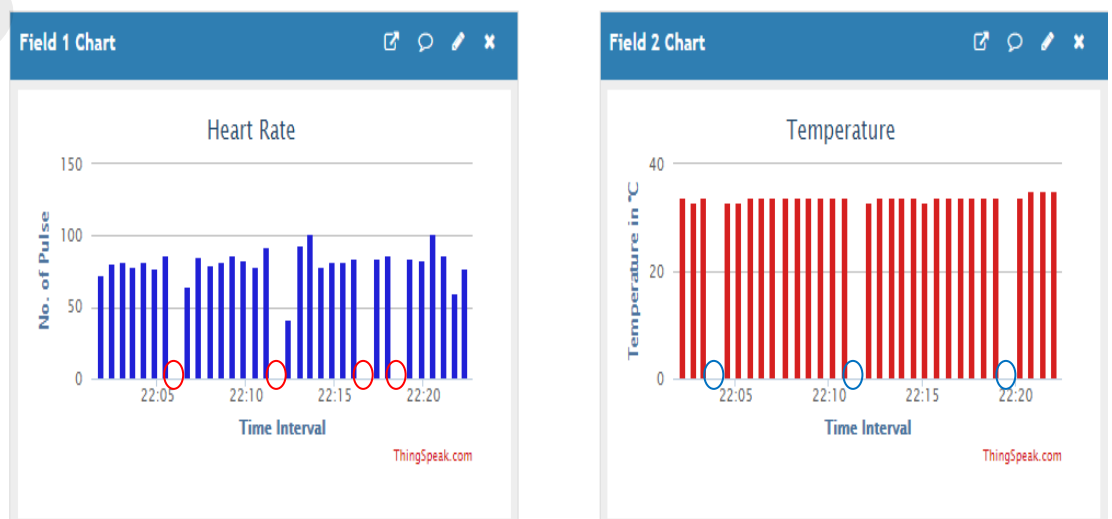 Field 1 Chart
Heart Rate
150
100
50
0
No. of Pulse
22:05 22:10 22:15 22:20
Time Interval
ThingSpeak.com
Field 2 Chart
Temperature
40
20
0
Temperature in °C
22:05 22:10 22:15 22:20
Time Interval
ThingSpeak.com